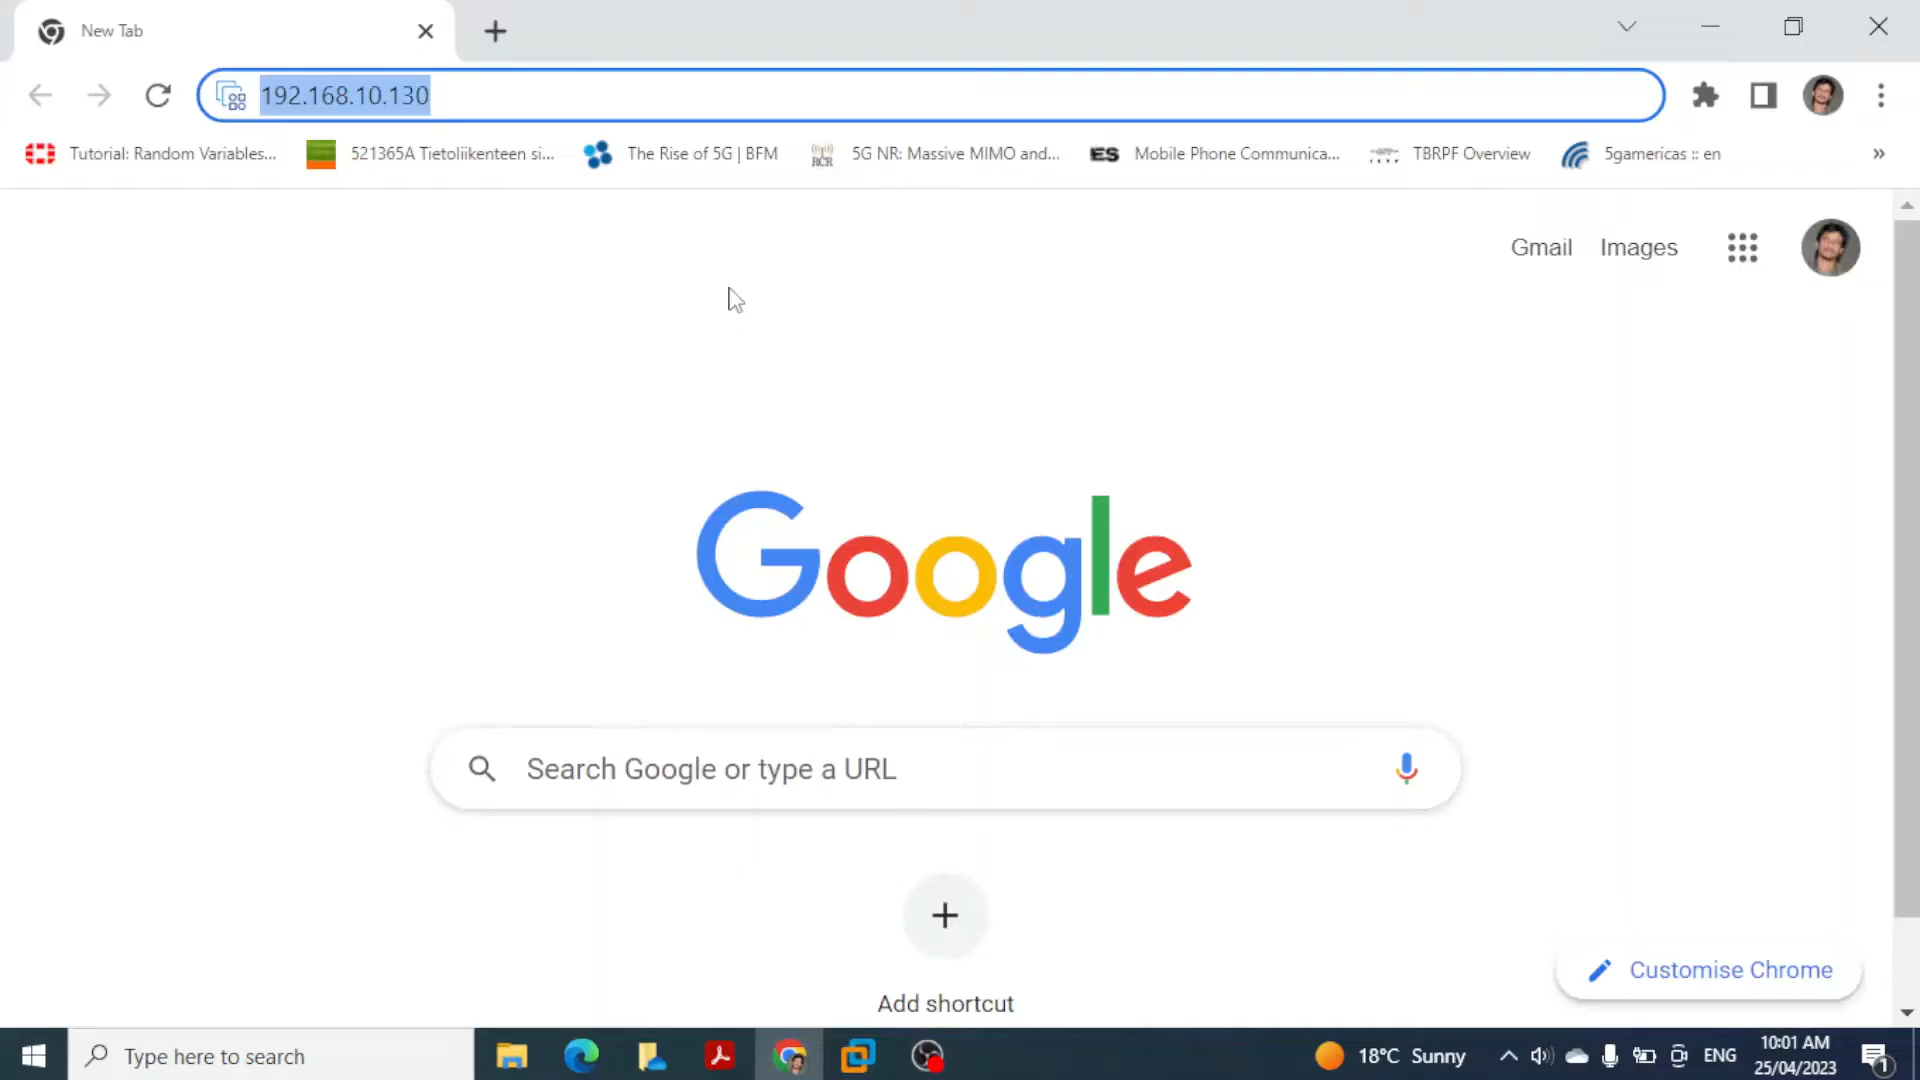 New Tab
192.168.10.130
Tutorial: Random Variables...
521365A Tietoliikenteen si...
The Rise of 5G | BFM
RCR
5G NR: Massive MIMO and...
ES
Mobile Phone Communica...
TBRPF Overview
5gamericas :: en
»
Gmail
Images
Google
Search Google or type a URL
Add shortcut
Customise Chrome
Type here to search
18°C Sunny
ENG
10:01 AM
25/04/2023
1